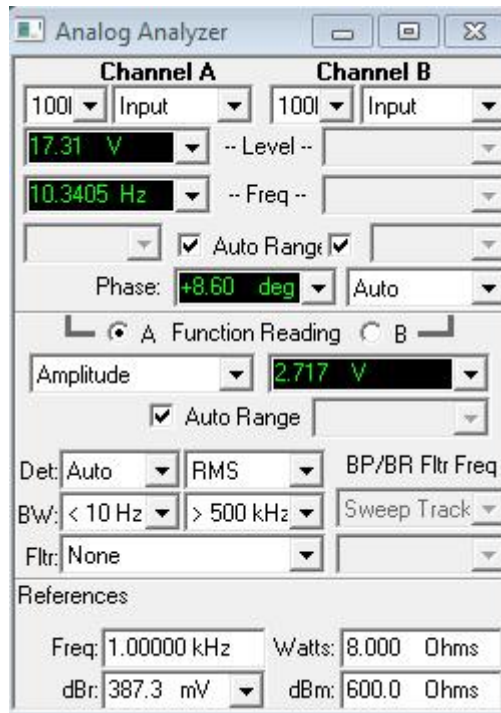 Analog Analyzer
Channel A Channel B
Input Input
17.31 V -- Level --
10.3405 Hz -- Freq --
Auto Range
Phase: +8.60 deg Auto
A Function Reading B
Amplitude 2.717 V
Auto Range
Det: Auto RMS BP/BR Fltr Freq
BW: < 10 Hz > 500 kHz Sweep Track
Fltr: None
References
Freq: 1.00000 kHz Watts: 8.000 Ohms
dBr: 387.3 mV dBm: 600.0 Ohms